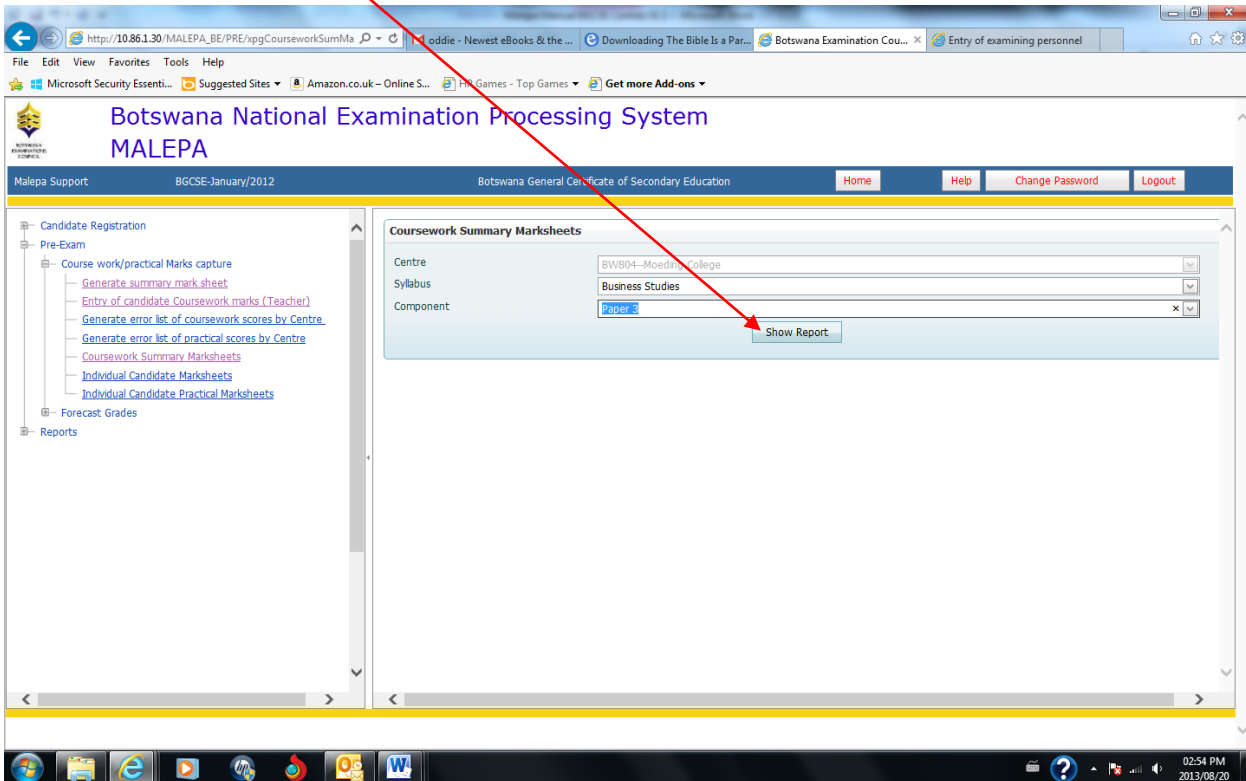 http://10.86.1.30/MALEPA_BE/PRE/xpgCourseworkSumMa
oddie - Newest eBooks & the ...
Downloading The Bible Is a Par...
Botswana Examination Cou...
Entry of examining personnel
File Edit View Favorites Tools Help
Microsoft Security Essenti... Suggested Sites Amazon.co.uk – Online S... HP Games - Top Games Get more Add-ons
Botswana National Examination Processing System
MALEPA
BOTSWANA
EXAMINATIONS
COUNCIL
Malepa Support BGCSE-January/2012 Botswana General Certificate of Secondary Education Home Help Change Password Logout
Candidate Registration
Pre-Exam
Course work/practical Marks capture
Generate summary mark sheet
Entry of candidate Coursework marks (Teacher)
Generate error list of coursework scores by Centre
Generate error list of practical scores by Centre
Coursework Summary Marksheets
Individual Candidate Marksheets
Individual Candidate Practical Marksheets
Forecast Grades
Reports
Coursework Summary Marksheets
Centre BW804--Moeding College
Syllabus Business Studies
Component Paper 3
Show Report
02:54 PM
2013/08/20